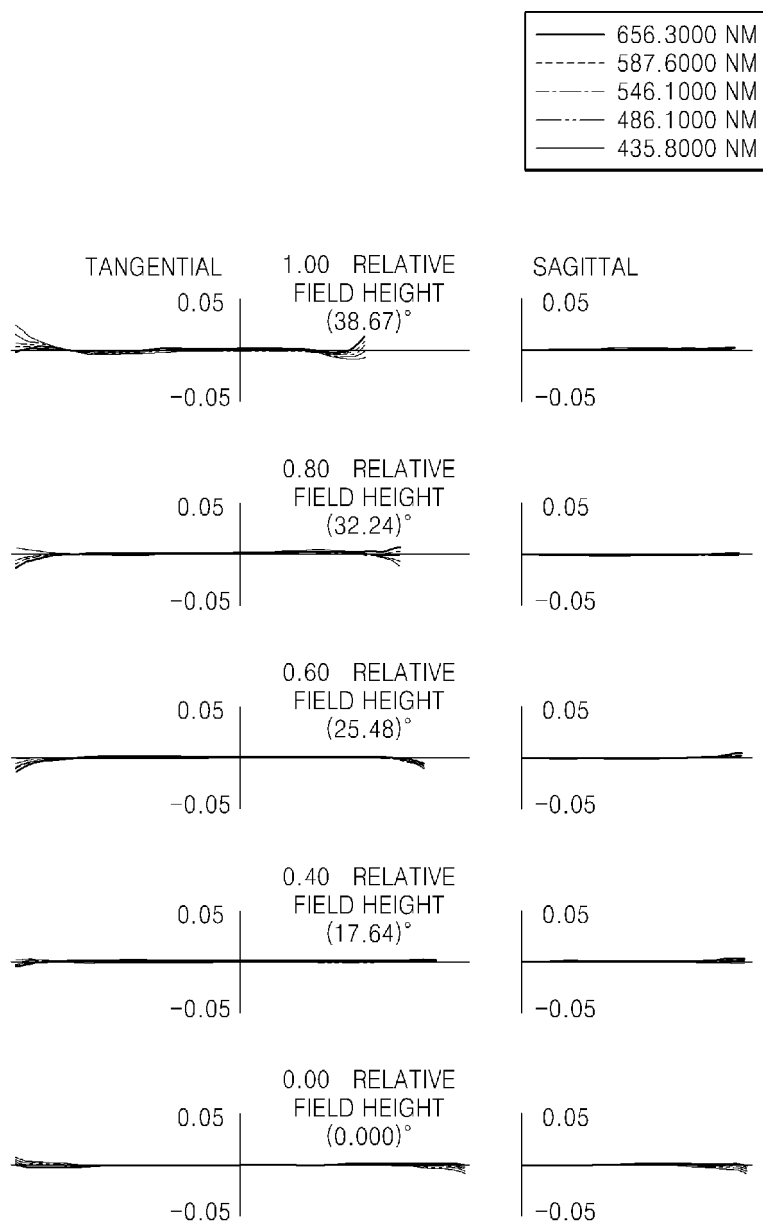 656.3000 NM
587.6000 NM
546.1000 NM
486.1000 NM
435.8000 NM
TANGENTIAL
1.00 RELATIVE
FIELD HEIGHT
(38.67)°
SAGITTAL
0.05
0.05
-0.05
-0.05
0.80 RELATIVE
FIELD HEIGHT
(32.24)°
0.05
0.05
-0.05
-0.05
0.60 RELATIVE
FIELD HEIGHT
(25.48)°
0.05
0.05
-0.05
-0.05
0.40 RELATIVE
FIELD HEIGHT
(17.64)°
0.05
0.05
-0.05
-0.05
0.00 RELATIVE
FIELD HEIGHT
(0.000)°
0.05
0.05
-0.05
-0.05